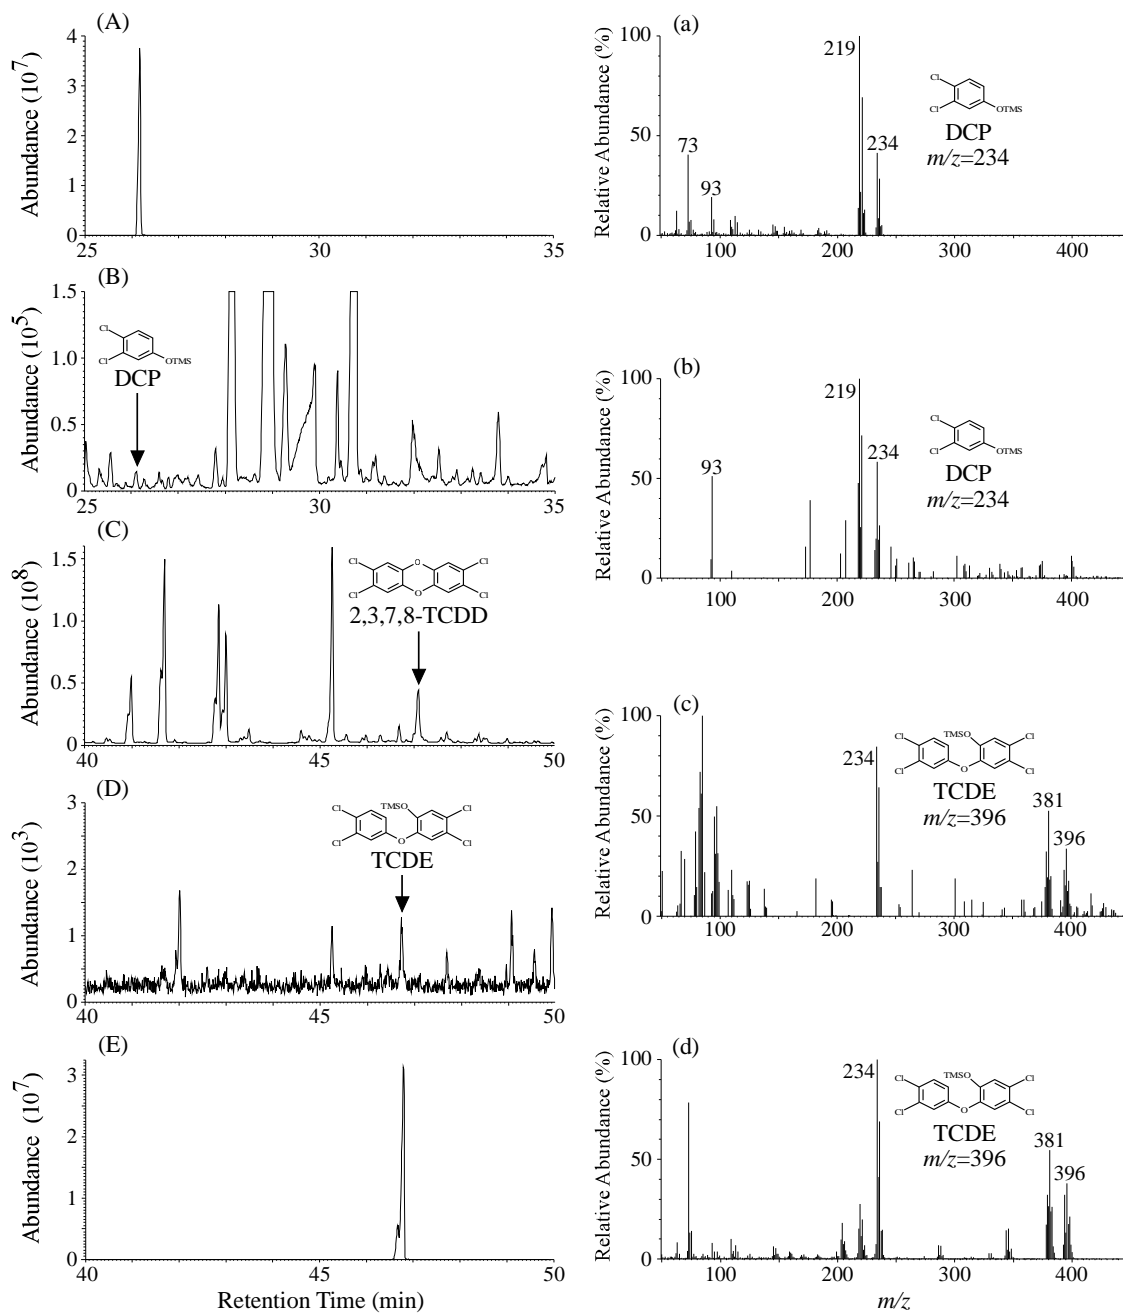 (A)
Abundance (10^7)
4
3
2
1
0
25
30
35
(a)
Relative Abundance (%)
100
50
0
219
73
93
234
Cl
Cl
OTMS
DCP
m/z=234
100
200
300
400
(B)
Abundance (10^5)
1.5
1.0
0.5
0
Cl
Cl
OTMS
DCP
25
30
35
(b)
Relative Abundance (%)
100
50
0
219
93
234
Cl
Cl
OTMS
DCP
m/z=234
100
200
300
400
(C)
Abundance (10^8)
1.5
1.0
0.5
0
Cl
O
Cl
Cl
O
Cl
2,3,7,8-TCDD
40
45
50
(c)
Relative Abundance (%)
100
50
0
234
TMSO
Cl
Cl
Cl
O
Cl
TCDE
m/z=396
381
396
100
200
300
400
(D)
Abundance (10^3)
3
2
1
0
TMSO
Cl
Cl
Cl
O
Cl
TCDE
40
45
50
(d)
Relative Abundance (%)
100
50
0
234
TMSO
Cl
Cl
Cl
O
Cl
TCDE
m/z=396
381
396
100
200
300
400
m/z
(E)
Abundance (10^7)
3
2
1
0
40
45
50
Retention Time (min)